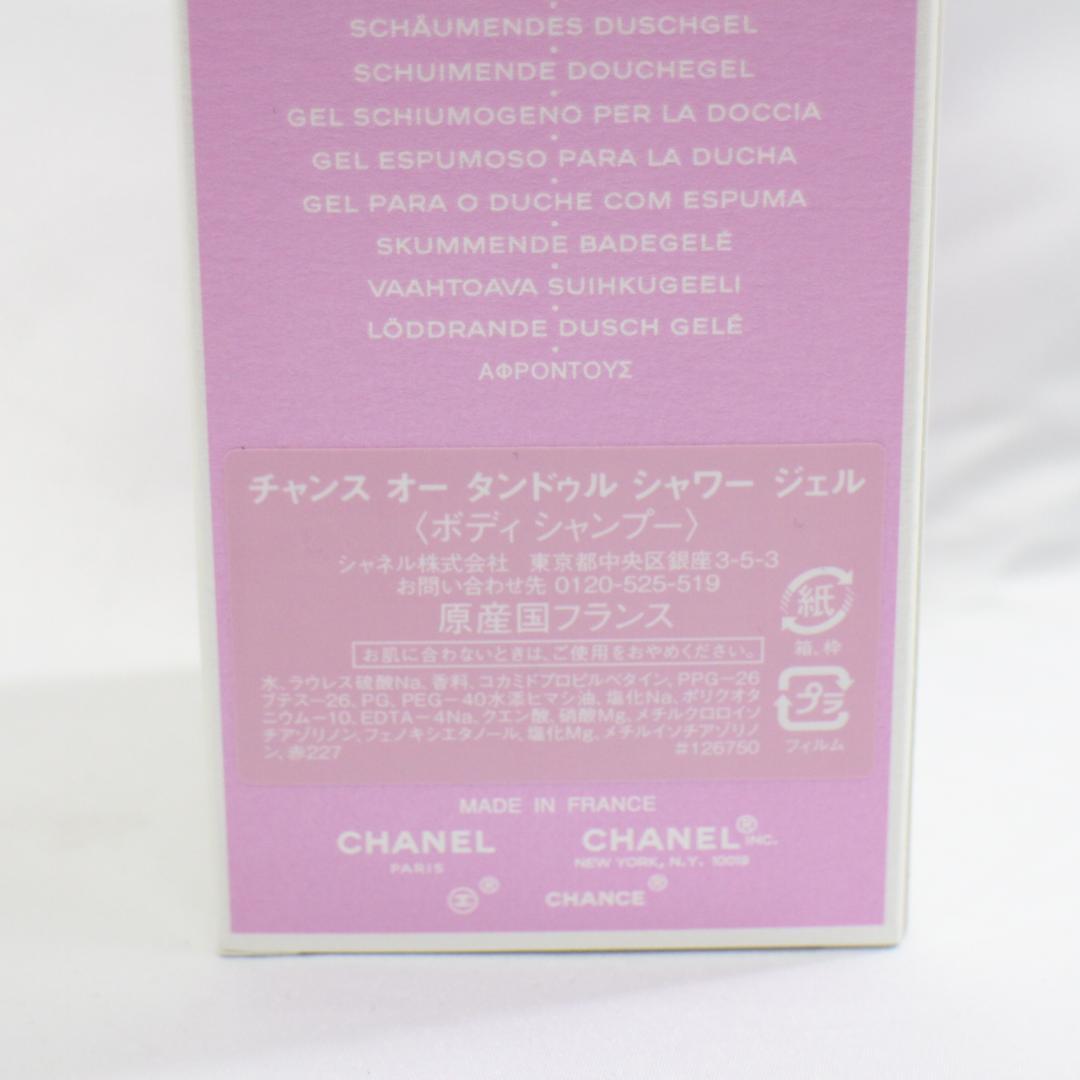 SCHÄUMENDES DUSCHGEL
SCHUIMENDE DOUCHEGEL
GEL SCHIUMOGENO PER LA DOCCIA
GEL ESPUMOSO PARA LA DUCHA
GEL PARA O DUCHE COM ESPUMA
SKUMMENDE BADEGELÉ
VAAHTOAVA SUIHKUGEELI
LÖDDRANDE DUSCH GELÉ
ΑΦΡΟΝΤΟΥΣ
チャンス オー タンドゥル シャワー ジェル
〈ボディ シャンプー〉
シャネル株式会社 東京都中央区銀座3-5-3
お問い合わせ先 0120-525-519
原産国フランス
お肌に合わないときは、ご使用をおやめください。
水、ラウレス硫酸Na、香料、コカミドプロピルベタイン、PPG-26
ブテス-26、PG、PEG-40水添ヒマシ油、塩化Na、ポリクオタ
ニウム-10、EDTA-4Na、クエン酸、硝酸Mg、メチルクロロイソ
チアゾリノン、フェノキシエタノール、塩化Mg、メチルイソチアゾリノ
ン、赤227 #126750
紙
箱、枠
プラ
フィルム
MADE IN FRANCE
CHANEL
PARIS
CHANEL® INC.
NEW YORK, N.Y. 10019
®
CHANCE®